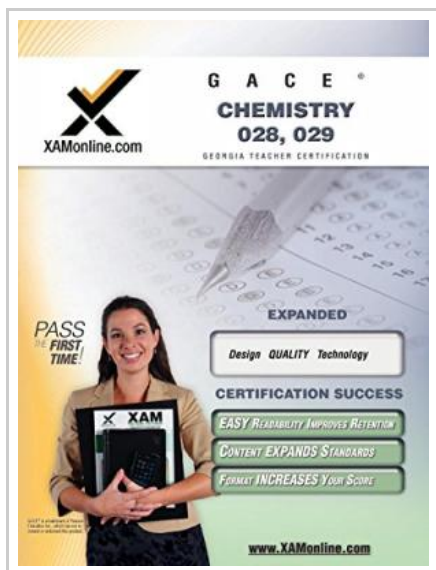 G A C E ®
CHEMISTRY
028, 029
GEORGIA TEACHER CERTIFICATION
XAMonline.com
EXPANDED
Design QUALITY Technology
PASS
THE FIRST
TIME!
CERTIFICATION SUCCESS
XAM
EASY READABILITY IMPROVES RETENTION
CONTENT EXPANDS STANDARDS
FORMAT INCREASES YOUR SCORE
www.XAMonline.com